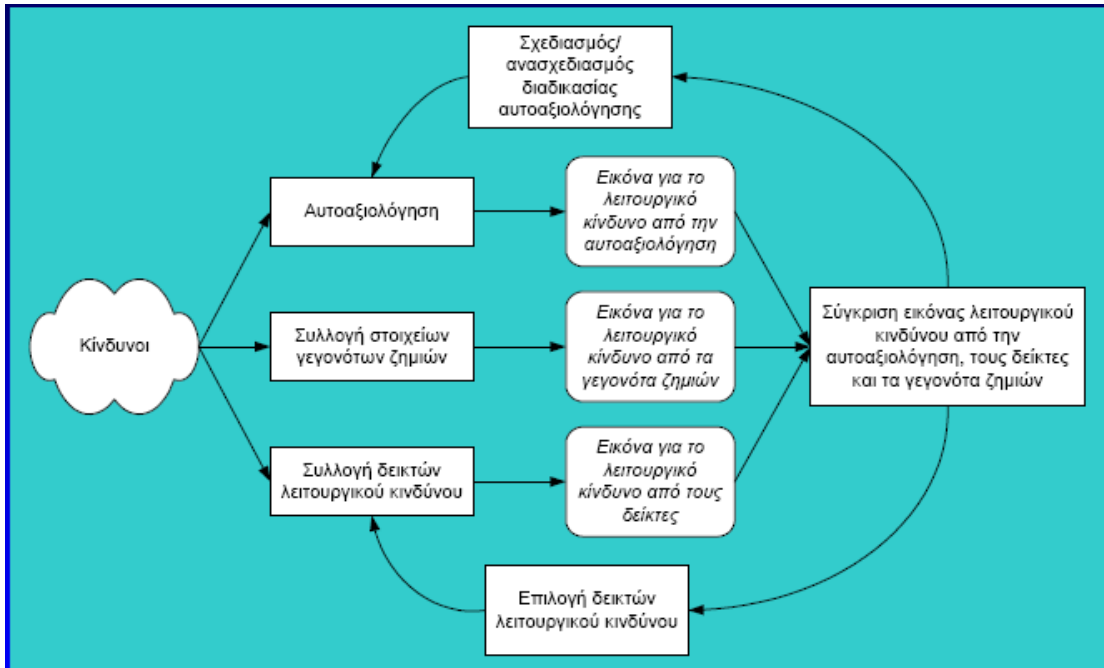 Σχεδιασμός/
ανασχεδιασμός
διαδικασίας
αυτοαξιολόγησης
Αυτοαξιολόγηση
Εικόνα για το
λειτουργικό
κίνδυνο από την
αυτοαξιολόγηση
Κίνδυνοι
Συλλογή στοιχείων
γεγονότων ζημιών
Εικόνα για το
λειτουργικό
κίνδυνο από τα
γεγονότα ζημιών
Σύγκριση εικόνας λειτουργικού
κινδύνου από την
αυτοαξιολόγηση, τους δείκτες
και τα γεγονότα ζημιών
Συλλογή δεικτών
λειτουργικού κινδύνου
Εικόνα για το
λειτουργικό
κίνδυνο από τους
δείκτες
Επιλογή δεικτών
λειτουργικού κινδύνου